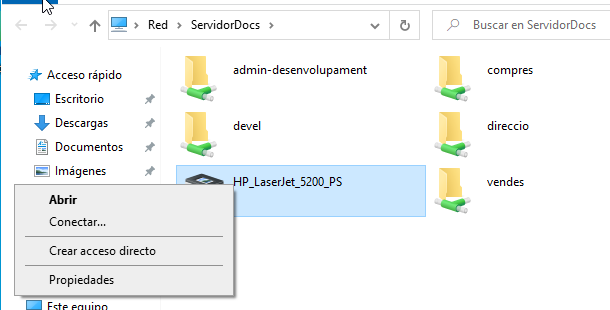 Red > ServidorDocs >
Buscar en ServidorDocs
Acceso rápido
Escritorio
Descargas
Documentos
Imágenes
Abrir
Conectar...
Crear acceso directo
Propiedades
Este equipo
admin-desenvolupament
compres
devel
direccio
HP_LaserJet_5200_PS
vendes